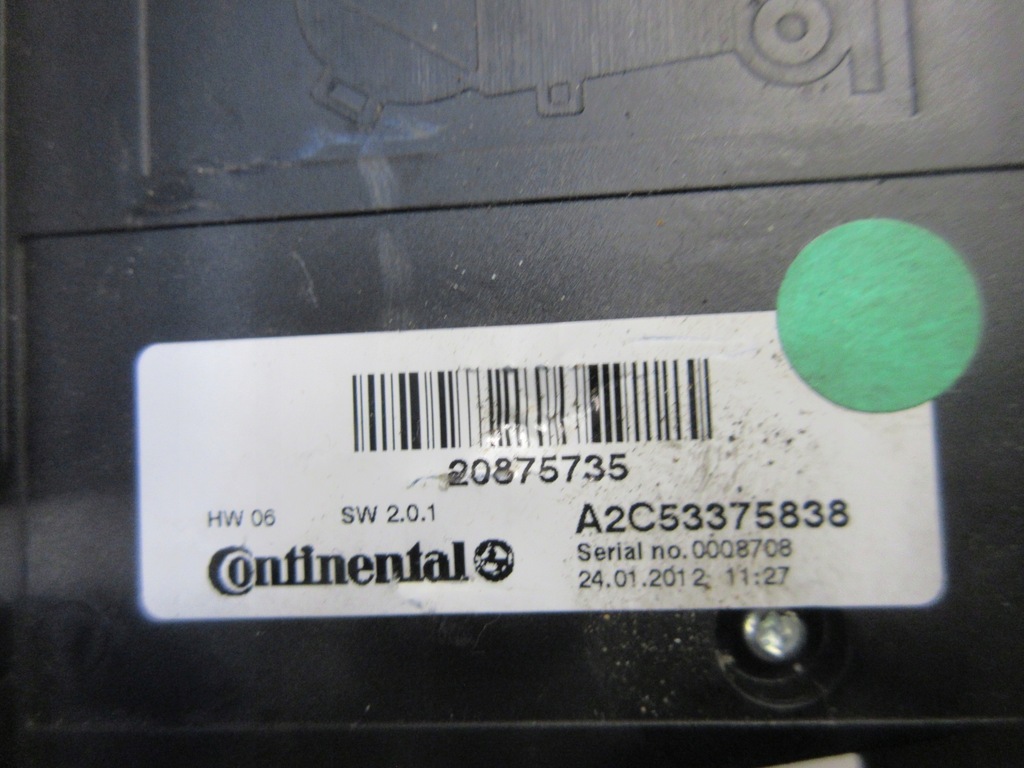 20875735
HW 06 SW 2.0.1 A2C53375838
Continental Serial no. 0008708
24.01.2012 11:27